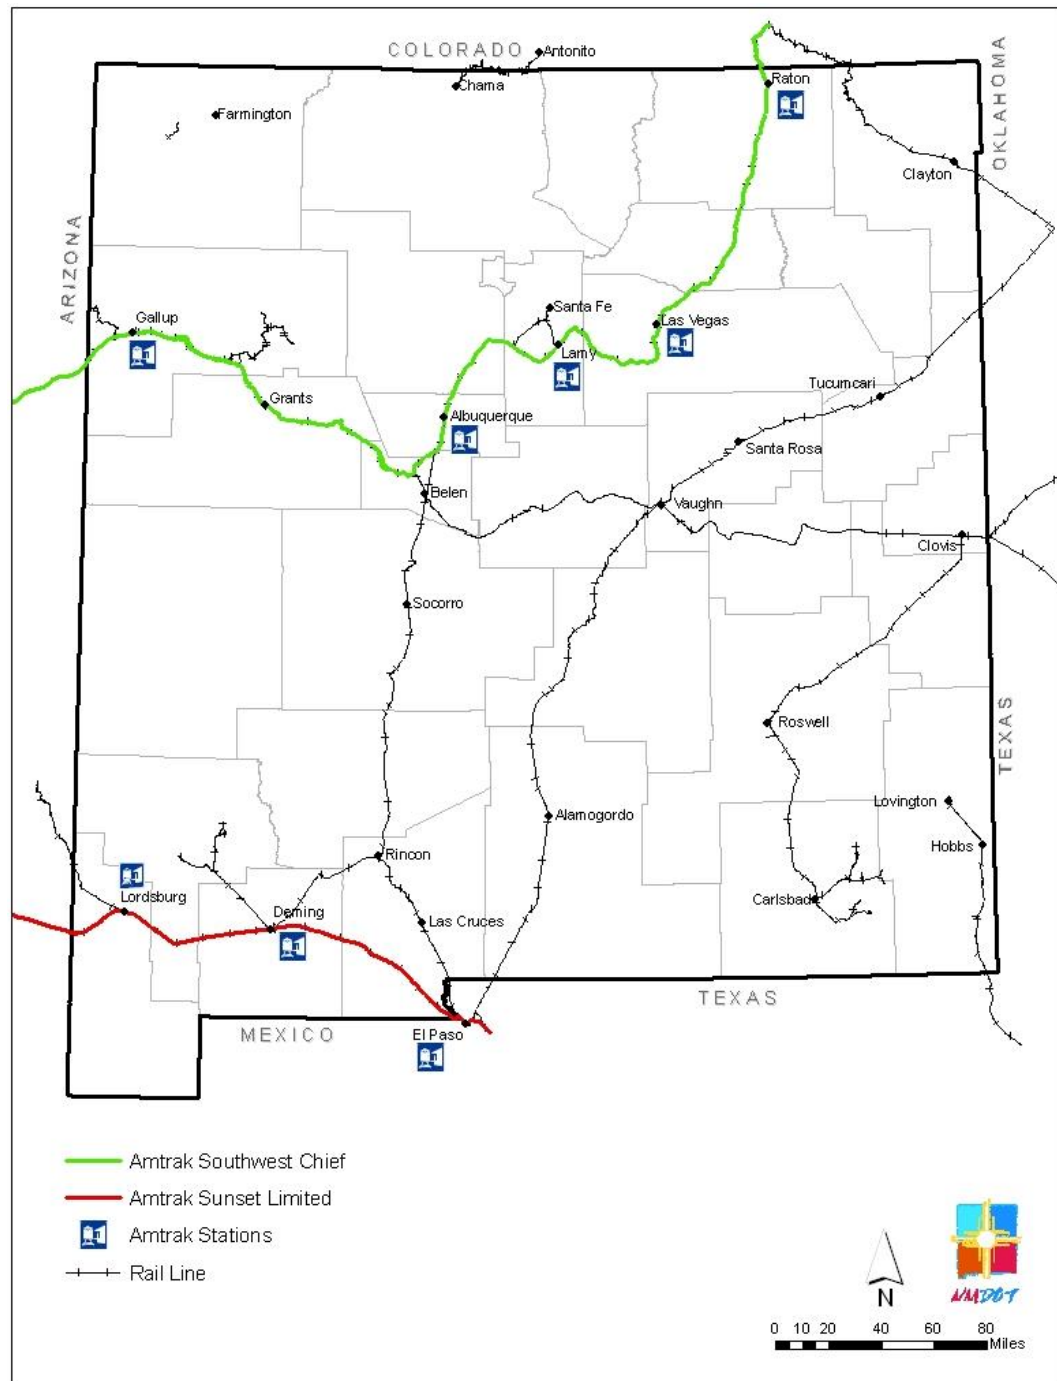 COLORADO
Antonito
Chama
Raton
Farmington
OKLAHOMA
Clayton
ARIZONA
Gallup
Santa Fe
Las Vegas
Lamy
Tucumcari
Grants
Albuquerque
Santa Rosa
Belen
Vaughn
Clovis
Socorro
TEXAS
Roswell
Lovington
Alamogordo
Hobbs
Rincon
Lordsburg
Carlsbad
Deming
Las Cruces
TEXAS
MEXICO
El Paso
Amtrak Southwest Chief
Amtrak Sunset Limited
Amtrak Stations
Rail Line
N
NMDOT
0 10 20 40 60 80
Miles